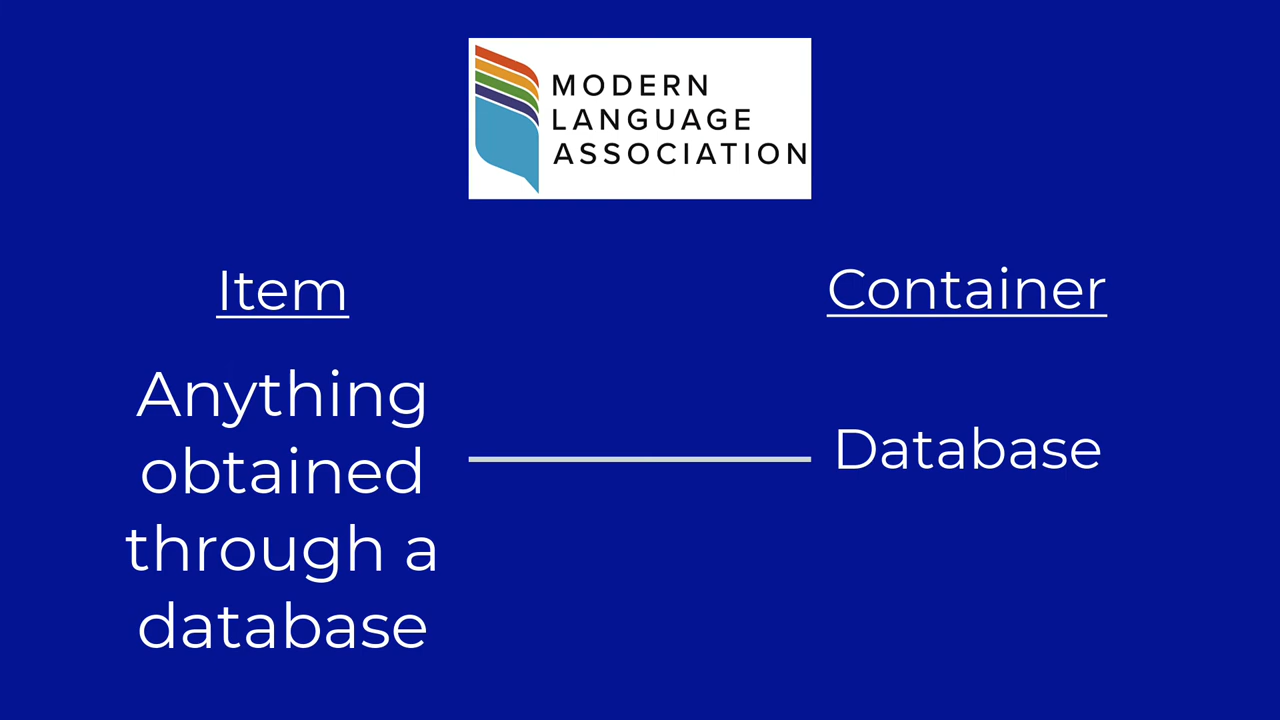 MODERN
LANGUAGE
ASSOCIATION
Item
Container
Anything
obtained
through a
database
Database